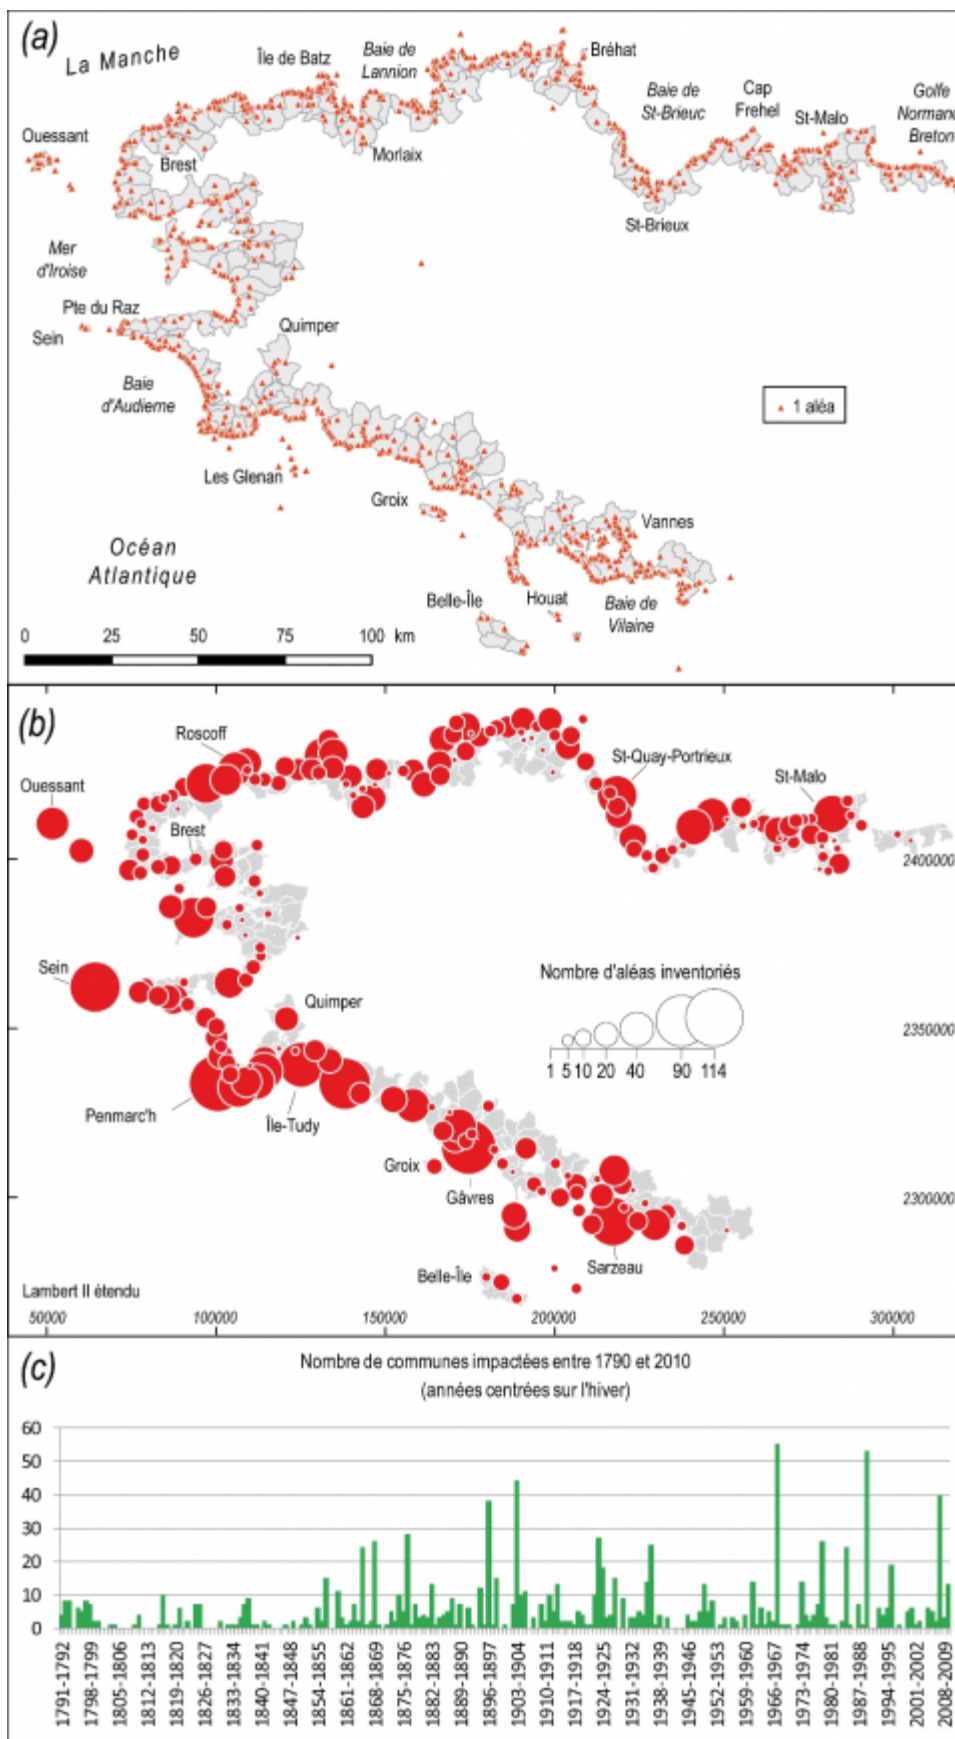 (a)
La Manche
Île de Batz
Baie de
Lannion
Bréhat
Baie de
St-Brieuc
Cap
Frehel
St-Malo
Golfe
Normand
Breton
Ouessant
Brest
Morlaix
St-Brieux
Mer
d'Iroise
Pte du Raz
Sein
Quimper
Baie
d'Audierne
1 aléa
Les Glenan
Groix
Vannes
Océan
Atlantique
Belle-Île
Houat
Baie de
Vilaine
0 25 50 75 100 km
(b)
Roscoff
St-Quay-Portrieux
Ouessant
St-Malo
Brest
2400000
Sein
Nombre d'aléas inventoriés
Quimper
1 5 10 20 40 90 114
2350000
Penmarc'h
Île-Tudy
Groix
Gâvres
2300000
Sarzeau
Belle-Île
Lambert II étendu
50000 100000 150000 200000 250000 300000
(c)
Nombre de communes impactées entre 1790 et 2010
(années centrées sur l'hiver)
60
50
40
30
20
10
0
1791-1792
1798-1799
1805-1806
1812-1813
1819-1820
1826-1827
1833-1834
1840-1841
1847-1848
1854-1855
1861-1862
1868-1869
1875-1876
1882-1883
1889-1890
1896-1897
1903-1904
1910-1911
1917-1918
1924-1925
1931-1932
1938-1939
1945-1946
1952-1953
1959-1960
1966-1967
1973-1974
1980-1981
1987-1988
1994-1995
2001-2002
2008-2009